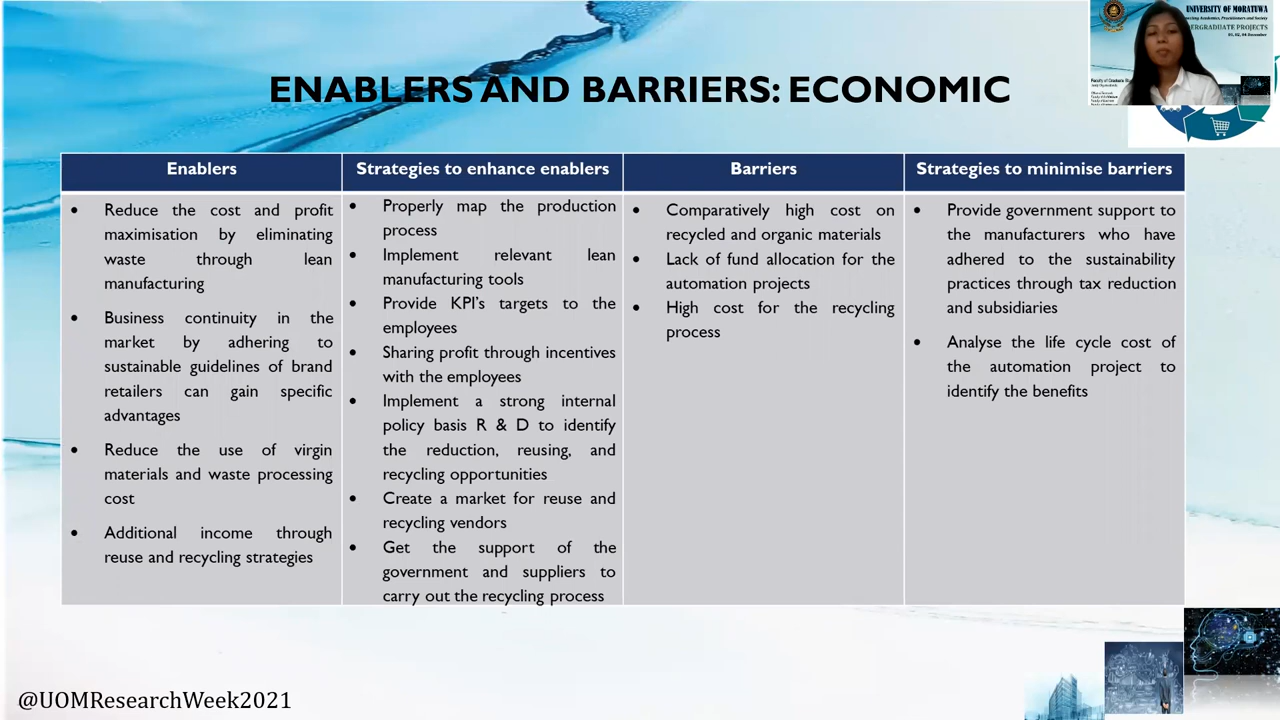 UNIVERSITY OF MORATUWA
ENABLERS AND BARRIERS: ECONOMIC
Enablers
Strategies to enhance enablers
Barriers
Strategies to minimise barriers
• Reduce the cost and profit
maximisation by eliminating
waste through lean
manufacturing
• Business continuity in the
market by adhering to
sustainable guidelines of brand
retailers can gain specific
advantages
• Reduce the use of virgin
materials and waste processing
cost
• Additional income through
reuse and recycling strategies
• Properly map the production
process
• Implement relevant lean
manufacturing tools
• Provide KPI's targets to the
employees
• Sharing profit through incentives
with the employees
• Implement a strong internal
policy basis R & D to identify
the reduction, reusing, and
recycling opportunities
• Create a market for reuse and
recycling vendors
• Get the support of the
government and suppliers to
carry out the recycling process
• Comparatively high cost on
recycled and organic materials
• Lack of fund allocation for the
automation projects
• High cost for the recycling
process
• Provide government support to
the manufacturers who have
adhered to the sustainability
practices through tax reduction
and subsidiaries
• Analyse the life cycle cost of
the automation project to
identify the benefits
@UOMResearchWeek2021